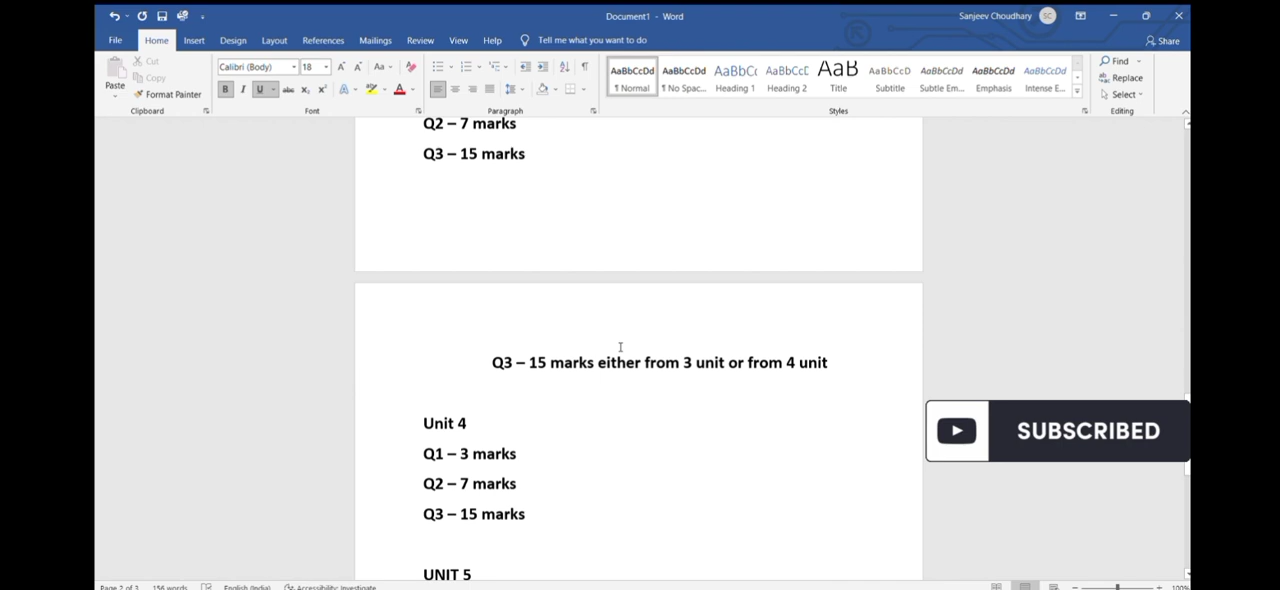 Document1 - Word
Sanjeev Choudhary
SC
File Home Insert Design Layout References Mailings Review View Help Tell me what you want to do
Share
Paste
Cut
Copy
Format Painter
Clipboard
Calibri (Body) 18
Font
Paragraph
AaBbCcDd AaBbCcDd AaBbCc AaBbCcD AaB AaBbCcD AaBbCcDd AaBbCcDd AaBbCcDd
¶ Normal ¶ No Spac... Heading 1 Heading 2 Title Subtitle Subtle Em... Emphasis Intense E...
Styles
Find
Replace
Select
Editing
Q2 – 7 marks
Q3 – 15 marks
Q3 – 15 marks either from 3 unit or from 4 unit
Unit 4
Q1 – 3 marks
Q2 – 7 marks
Q3 – 15 marks
UNIT 5
SUBSCRIBED
Page 2 of 3 156 words English (India) Accessibility: Investigate 100%